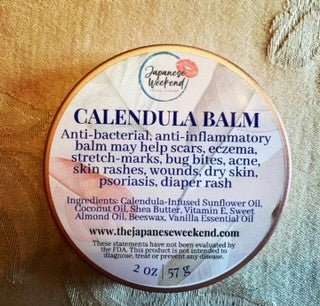 Japanese
Weekend
CALENDULA BALM
Anti-bacterial, anti-inflammatory
balm may help scars, eczema,
stretch-marks, bug bites, acne,
skin rashes, wounds, dry skin,
psoriasis, diaper rash
Ingredients: Calendula-Infused Sunflower Oil,
Coconut Oil, Shea Butter, Vitamin E, Sweet
Almond Oil, Beeswax, Vanilla Essential Oil
www.thejapaneseweekend.com
These statements have not been evaluated by
the FDA. This product is not intended to
diagnose, treat or prevent any disease.
2 oz | 57 g